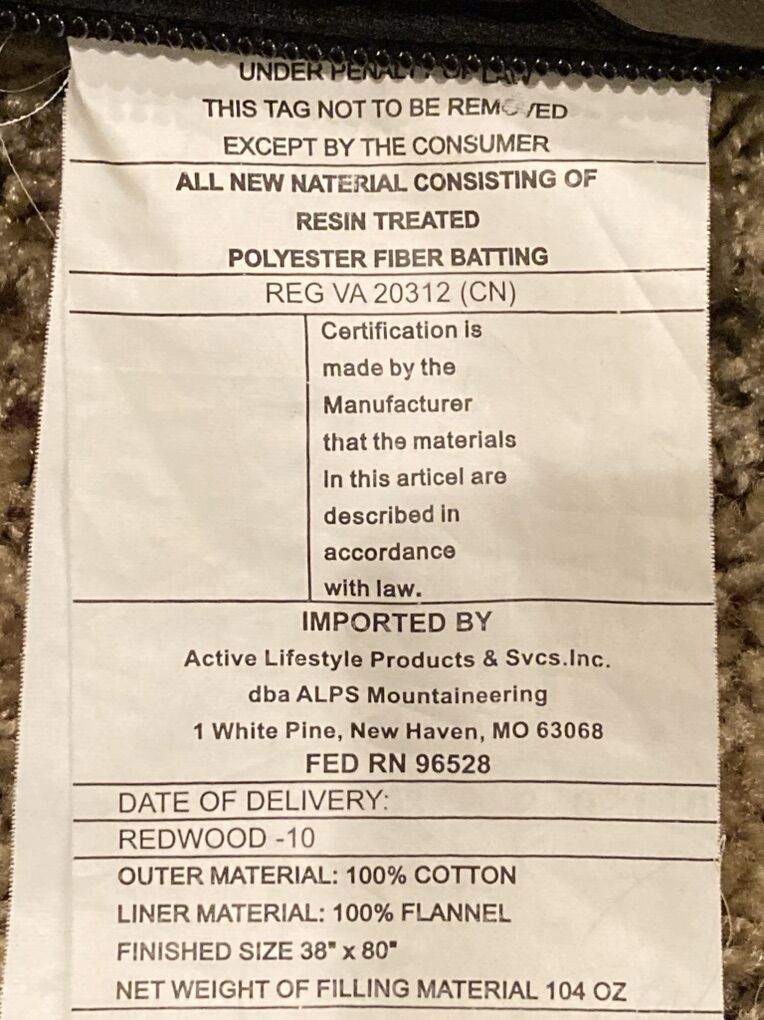 UNDER PENALTY OF LAW
THIS TAG NOT TO BE REMOVED
EXCEPT BY THE CONSUMER
ALL NEW NATERIAL CONSISTING OF
RESIN TREATED
POLYESTER FIBER BATTING
REG VA 20312 (CN)
Certification is
made by the
Manufacturer
that the materials
In this articel are
described in
accordance
with law.
IMPORTED BY
Active Lifestyle Products & Svcs.Inc.
dba ALPS Mountaineering
1 White Pine, New Haven, MO 63068
FED RN 96528
DATE OF DELIVERY:
REDWOOD -10
OUTER MATERIAL: 100% COTTON
LINER MATERIAL: 100% FLANNEL
FINISHED SIZE 38" x 80"
NET WEIGHT OF FILLING MATERIAL 104 OZ